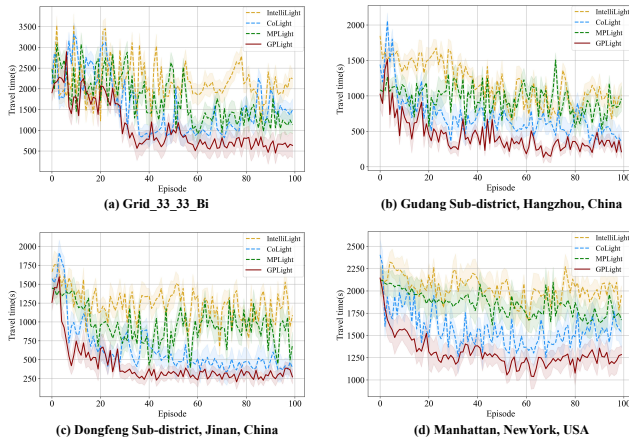 IntelliLight
CoLight
MPLight
GPLight
Travel time(s)
3500
3000
2500
2000
1500
1000
500
0 20 40 60 80 100
Episode
(a) Grid_33_33_Bi
IntelliLight
CoLight
MPLight
GPLight
Travel time(s)
2000
1500
1000
500
0
0 20 40 60 80 100
Episode
(b) Gudang Sub-district, Hangzhou, China
IntelliLight
CoLight
MPLight
GPLight
Travel time(s)
2000
1750
1500
1250
1000
750
500
250
0 20 40 60 80 100
Episode
(c) Dongfeng Sub-district, Jinan, China
IntelliLight
CoLight
MPLight
GPLight
Travel time(s)
2500
2250
2000
1750
1500
1250
1000
0 20 40 60 80 100
Episode
(d) Manhattan, NewYork, USA